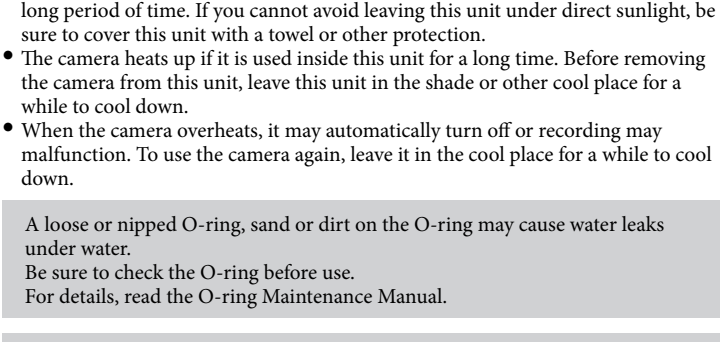 long period of time. If you cannot avoid leaving this unit under direct sunlight, be
sure to cover this unit with a towel or other protection.
• The camera heats up if it is used inside this unit for a long time. Before removing
the camera from this unit, leave this unit in the shade or other cool place for a
while to cool down.
• When the camera overheats, it may automatically turn off or recording may
malfunction. To use the camera again, leave it in the cool place for a while to cool
down.
A loose or nipped O-ring, sand or dirt on the O-ring may cause water leaks
under water.
Be sure to check the O-ring before use.
For details, read the O-ring Maintenance Manual.